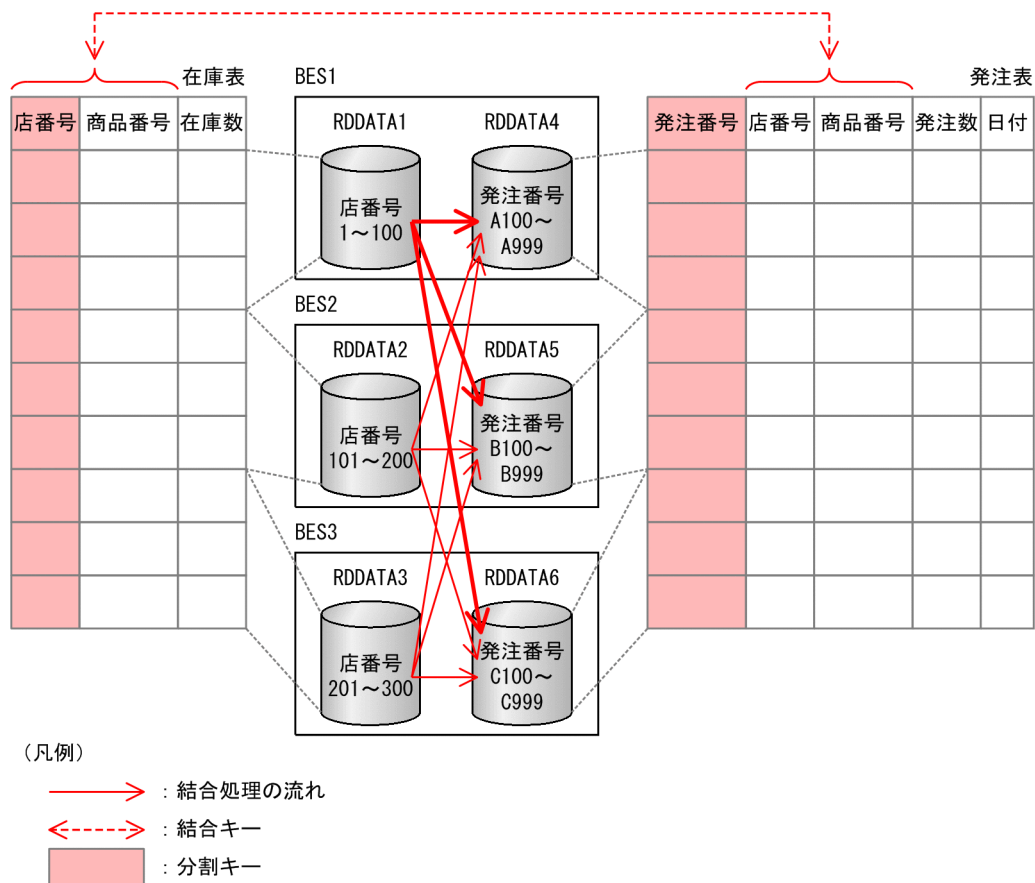 在庫表
店番号 商品番号 在庫数
BES1
RDDATA1 RDDATA4
店番号
1～100
発注番号
A100～
A999
BES2
RDDATA2 RDDATA5
店番号
101～200
発注番号
B100～
B999
BES3
RDDATA3 RDDATA6
店番号
201～300
発注番号
C100～
C999
発注表
発注番号 店番号 商品番号 発注数 日付
（凡例）
：結合処理の流れ
：結合キー
：分割キー